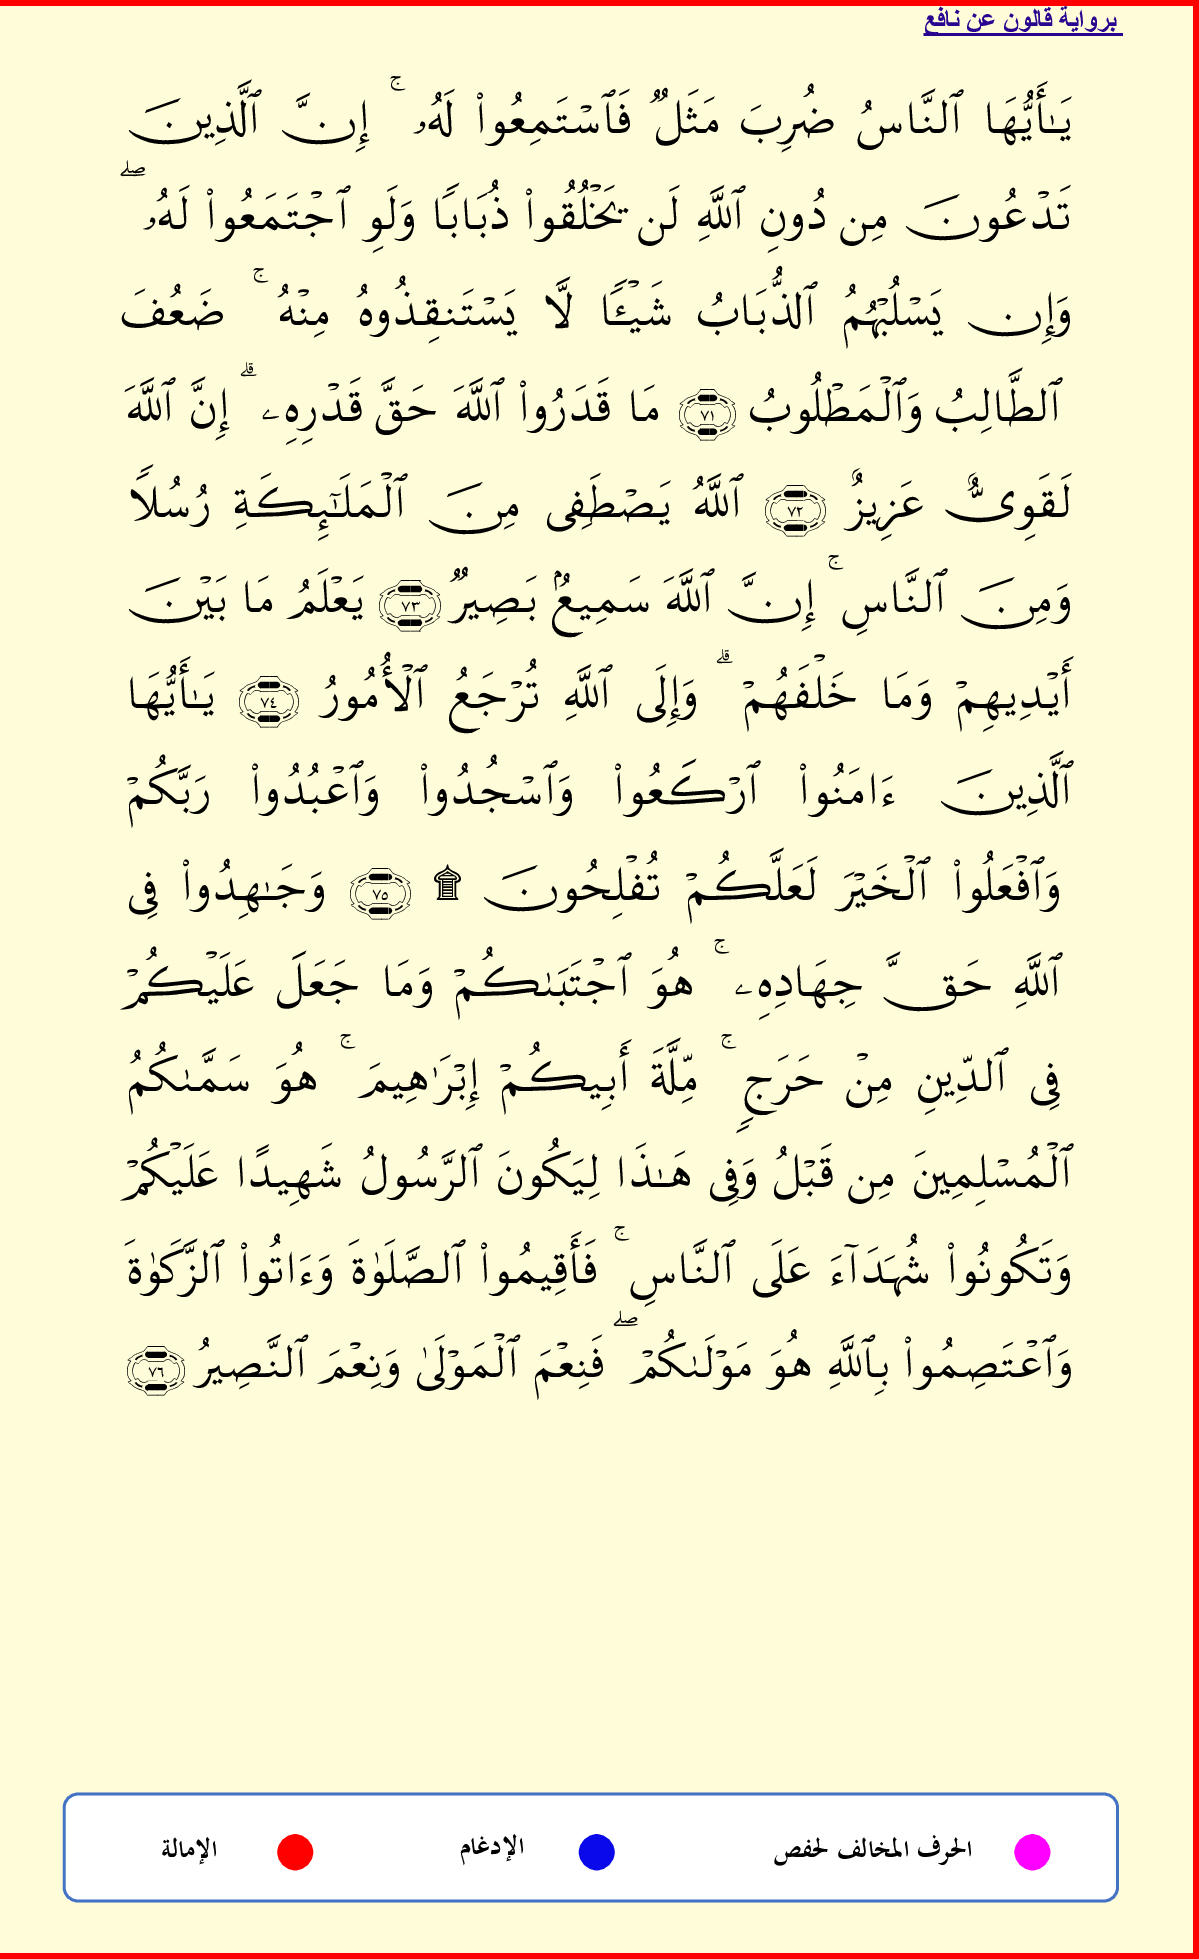 برواية قالون عن نافع
يَـٰٓأَيُّهَا ٱلنَّاسُ ضُرِبَ مَثَلٞ فَٱسۡتَمِعُواْ لَهُۥٓۚ إِنَّ ٱلَّذِينَ
تَدۡعُونَ مِن دُونِ ٱللَّهِ لَن يَخۡلُقُواْ ذُبَابٗا وَلَوِ ٱجۡتَمَعُواْ لَهُۥۖ
وَإِن يَسۡلُبۡهُمُ ٱلذُّبَابُ شَيۡـٔٗا لَّا يَسۡتَنقِذُوهُ مِنۡهُۚ ضَعُفَ
ٱلطَّالِبُ وَٱلۡمَطۡلُوبُ ٧١ مَا قَدَرُواْ ٱللَّهَ حَقَّ قَدۡرِهِۦۗ إِنَّ ٱللَّهَ
لَقَوِيٌّ عَزِيزٌ ٧٢ ٱللَّهُ يَصۡطَفِي مِنَ ٱلۡمَلَـٰٓئِكَةِ رُسُلاٗ
وَمِنَ ٱلنَّاسِۚ إِنَّ ٱللَّهَ سَمِيعُۢ بَصِيرٞ ٧٣ يَعۡلَمُ مَا بَيۡنَ
أَيۡدِيهِمۡ وَمَا خَلۡفَهُمۡۗ وَإِلَى ٱللَّهِ تُرۡجَعُ ٱلۡأُمُورُ ٧٤ يَـٰٓأَيُّهَا
ٱلَّذِينَ ءَامَنُواْ ٱرۡكَعُواْ وَٱسۡجُدُواْ وَٱعۡبُدُواْ رَبَّكُمۡ
وَٱفۡعَلُواْ ٱلۡخَيۡرَ لَعَلَّكُمۡ تُفۡلِحُونَ ۩ ٧٥ وَجَـٰهِدُواْ فِي
ٱللَّهِ حَقَّ جِهَادِهِۦۚ هُوَ ٱجۡتَبَىٰكُمۡ وَمَا جَعَلَ عَلَيۡكُمۡ
فِي ٱلدِّينِ مِنۡ حَرَجٖۚ مِّلَّةَ أَبِيكُمۡ إِبۡرَٰهِيمَۚ هُوَ سَمَّىٰكُمُ
ٱلۡمُسۡلِمِينَ مِن قَبۡلُ وَفِي هَـٰذَا لِيَكُونَ ٱلرَّسُولُ شَهِيدًا عَلَيۡكُمۡ
وَتَكُونُواْ شُهَدَآءَ عَلَى ٱلنَّاسِۚ فَأَقِيمُواْ ٱلصَّلَوٰةَ وَءَاتُواْ ٱلزَّكَوٰةَ
وَٱعۡتَصِمُواْ بِٱللَّهِ هُوَ مَوۡلَىٰكُمۡۖ فَنِعۡمَ ٱلۡمَوۡلَىٰ وَنِعۡمَ ٱلنَّصِيرُ ٧٦
الحرف المخالف لحفص الإدغام الإمالة